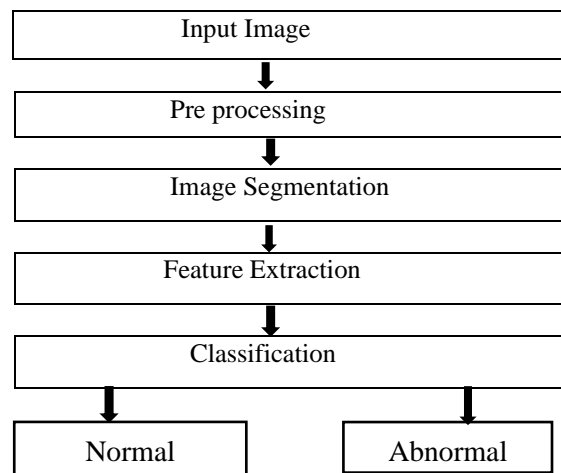 Input Image
Pre processing
Image Segmentation
Feature Extraction
Classification
Normal
Abnormal